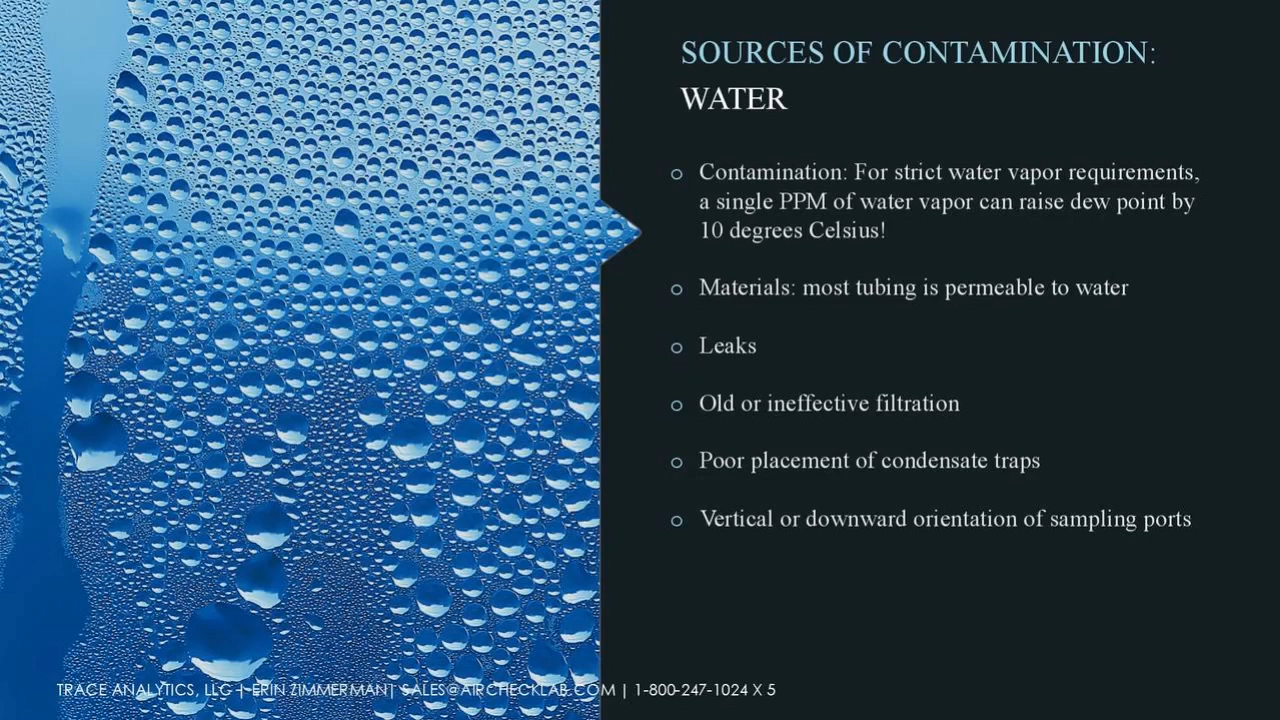 SOURCES OF CONTAMINATION:
WATER
Contamination: For strict water vapor requirements,
a single PPM of water vapor can raise dew point by
10 degrees Celsius!
Materials: most tubing is permeable to water
Leaks
Old or ineffective filtration
Poor placement of condensate traps
Vertical or downward orientation of sampling ports
TRACE ANALYTICS, LLC | ERIN ZIMMERMAN| SALES@AIRCHECKLAB.COM | 1-800-247-1024 X 5